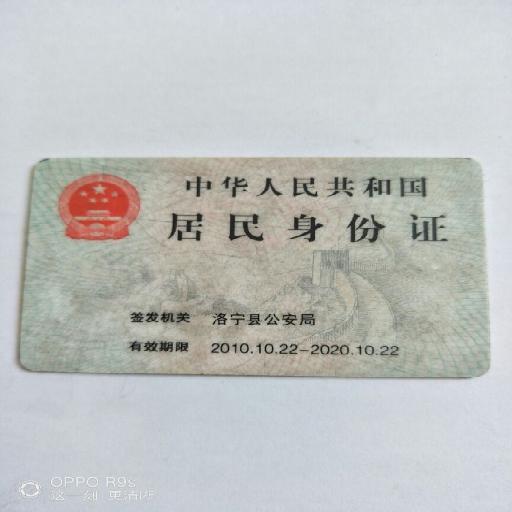 中华人民共和国
居民身份证
签发机关 洛宁县公安局
有效期限 2010.10.22-2020.10.22
OPPO R9s
这一刻 更清晰